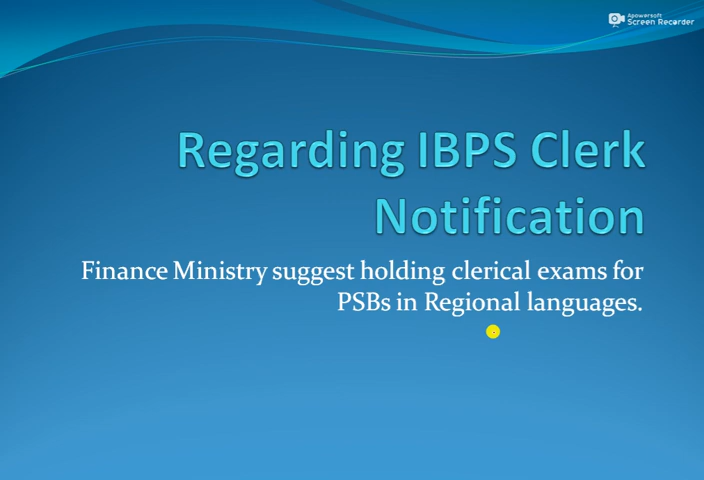 Apowersoft
Screen Recorder
Regarding IBPS Clerk
Notification
Finance Ministry suggest holding clerical exams for
PSBs in Regional languages.